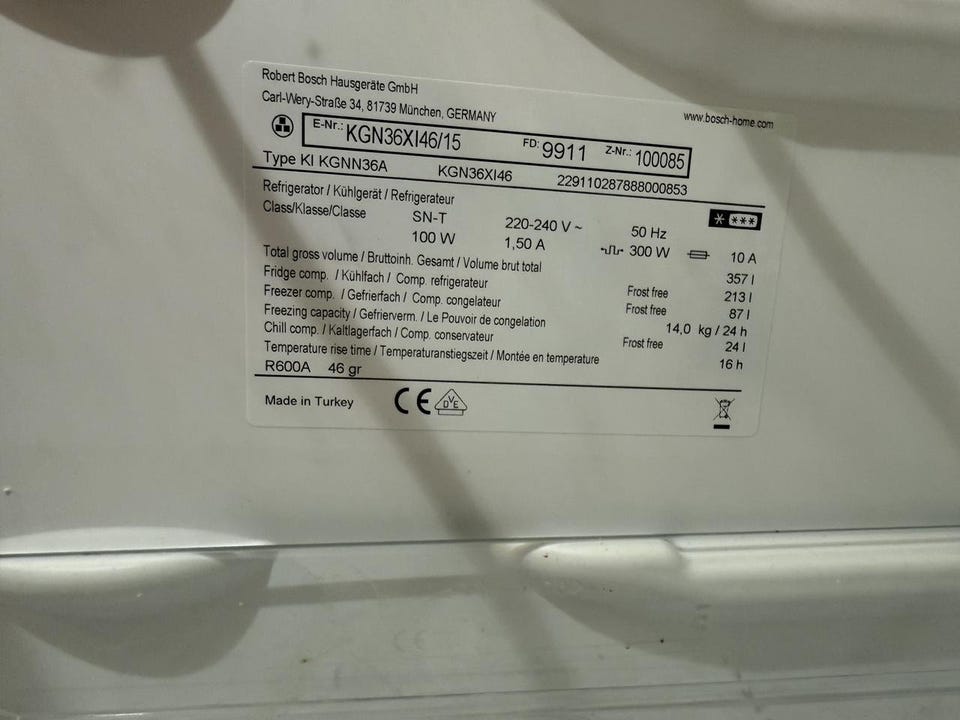 Robert Bosch Hausgeräte GmbH
Carl-Wery-Straße 34, 81739 München, GERMANY
www.bosch-home.com
E-Nr.: KGN36XI46/15 FD: 9911 Z-Nr.: 100085
Type KI KGNN36A KGN36XI46 229110287888000853
Refrigerator / Kühlgerät / Refrigerateur
Class/Klasse/Classe SN-T 220-240 V ~ 50 Hz
100 W 1,50 A 300 W 10 A
Total gross volume / Bruttoinh. Gesamt / Volume brut total 357 l
Fridge comp. / Kühlfach / Comp. refrigerateur Frost free 213 l
Freezer comp. / Gefrierfach / Comp. congelateur Frost free 87 l
Freezing capacity / Gefrierverm. / Le Pouvoir de congelation 14,0 kg / 24 h
Chill comp. / Kaltlagerfach / Comp. conservateur Frost free 24 l
Temperature rise time / Temperaturanstiegszeit / Montée en temperature 16 h
R600A 46 gr
Made in Turkey CE DVE